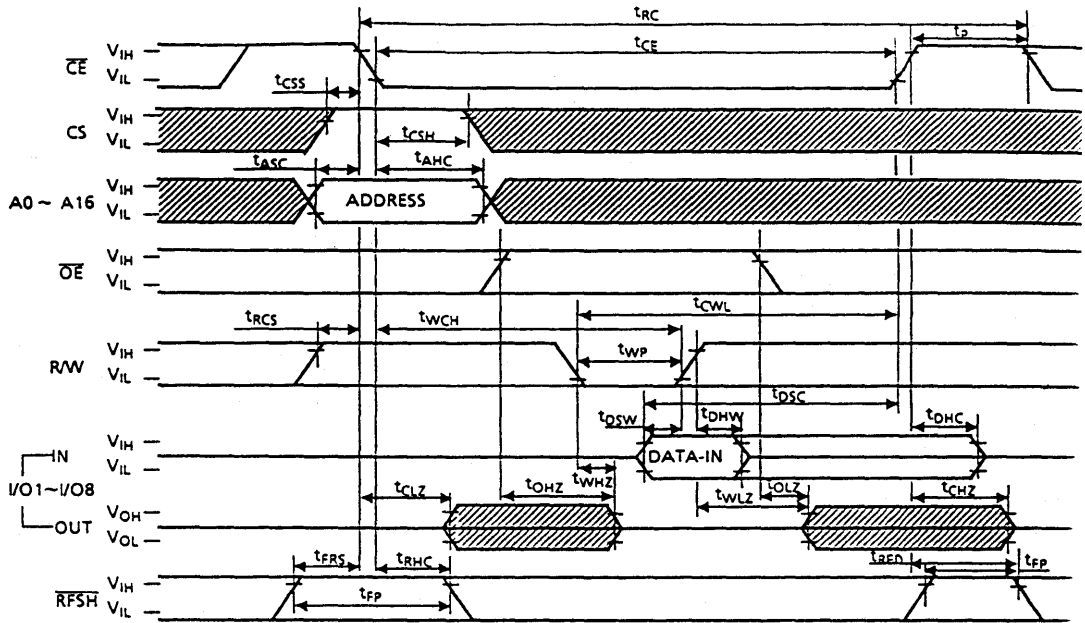 tRC
tCE
tP
CE VIH
VIL
tCSS
CS VIH
VIL
tCSH
tASC
tAHC
A0 ~ A16 VIH
VIL
ADDRESS
OE VIH
VIL
tCWL
tRCS
tWCH
R/W VIH
VIL
tWP
tDSC
tDSW
tDHW
tDHC
IN VIH
VIL
DATA-IN
I/O1~I/O8
tWHZ
tCLZ
tOHZ
tWLZ
tOLZ
tCHZ
OUT VOH
VOL
tFRS
tRHC
tRFD
tFP
RFSH VIH
VIL
tFP